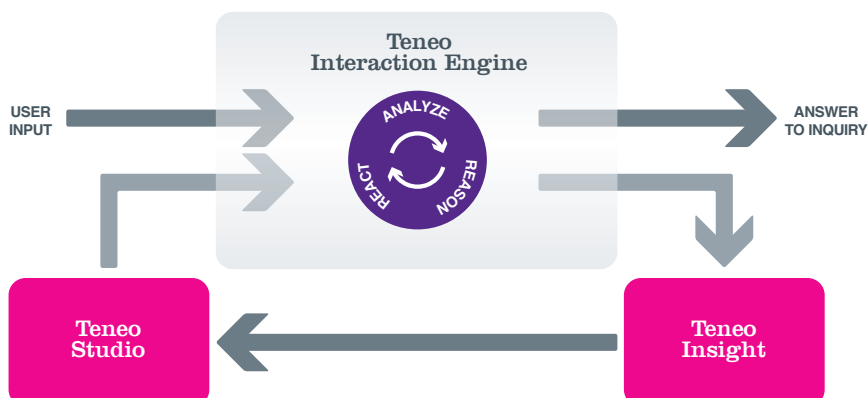 Teneo
Interaction Engine
USER
INPUT
ANALYZE
REASON
REACT
ANSWER
TO INQUIRY
Teneo
Studio
Teneo
Insight